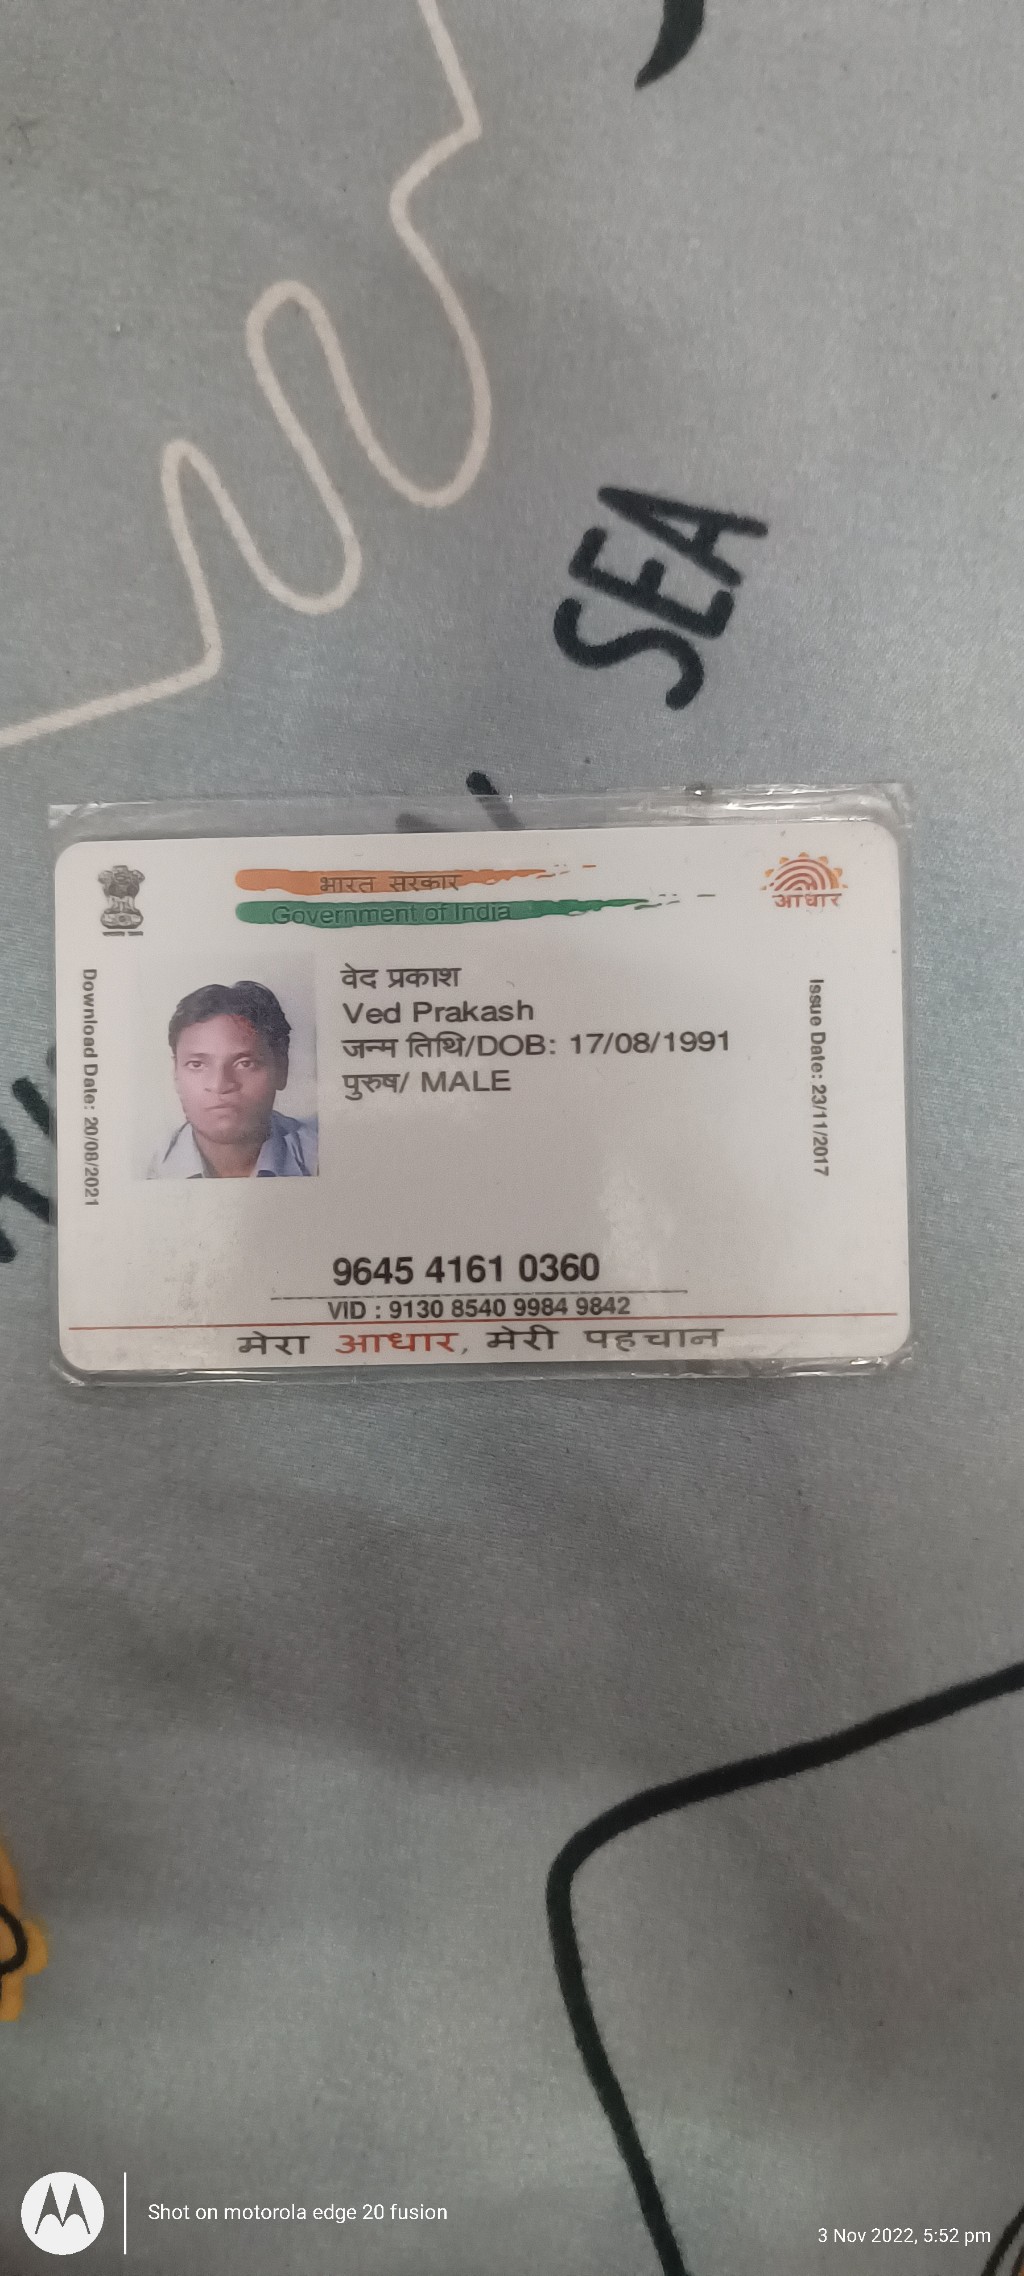 SEA
भारत सरकार
Government of India
आधार
Download Date: 20/08/2021
वेद प्रकाश
Ved Prakash
जन्म तिथि/DOB: 17/08/1991
पुरुष/ MALE
Issue Date: 23/11/2017
9645 4161 0360
VID : 9130 8540 9984 9842
मेरा आधार, मेरी पहचान
Shot on motorola edge 20 fusion
3 Nov 2022, 5:52 pm